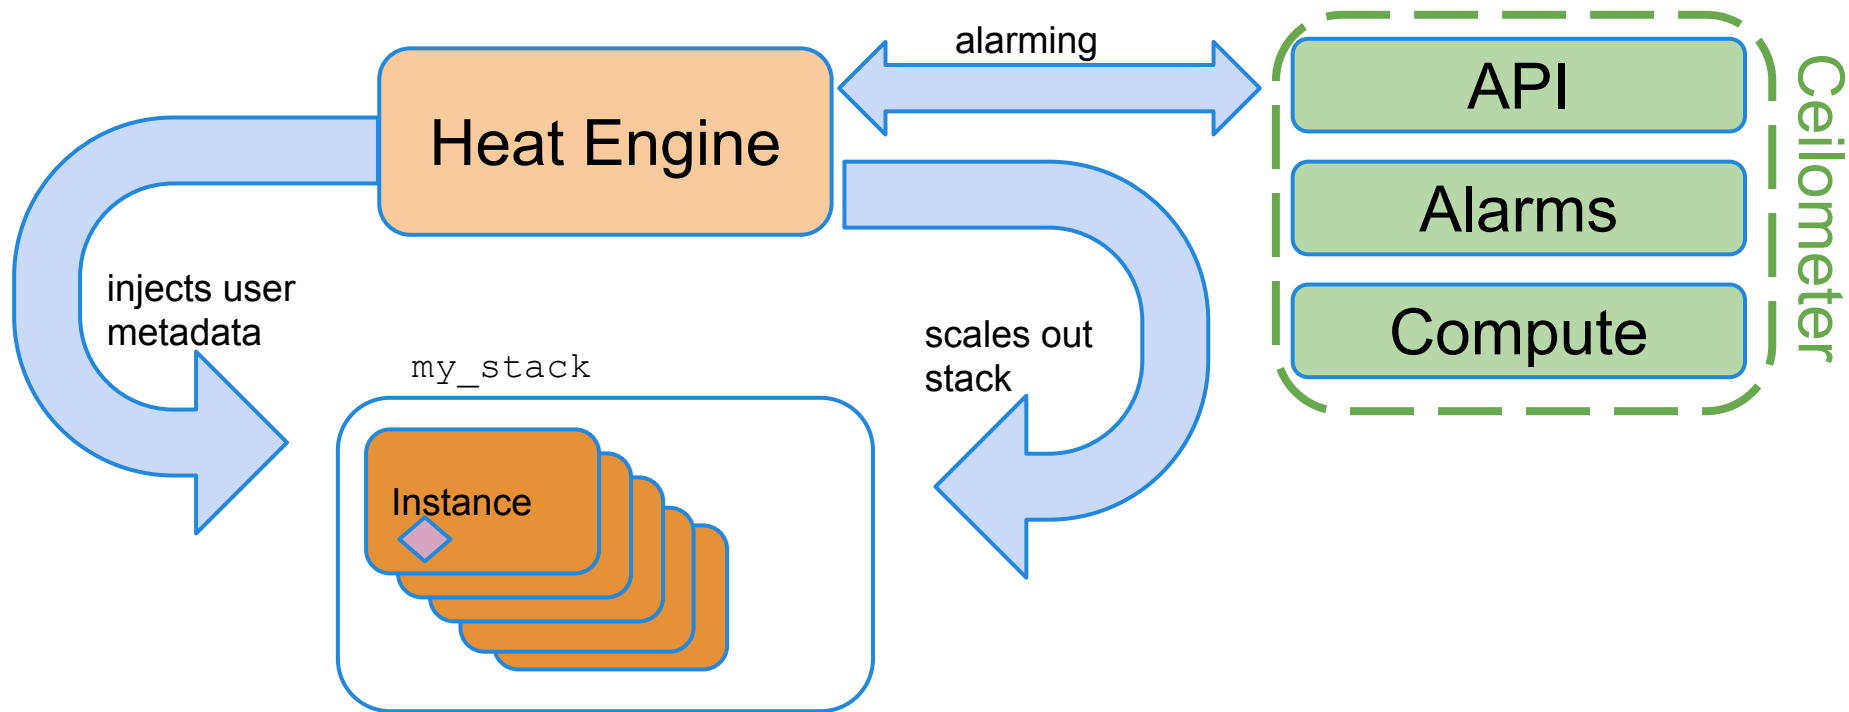 alarming
Heat Engine
API
Alarms
Compute
Ceilometer
injects user
metadata
scales out
stack
my_stack
Instance